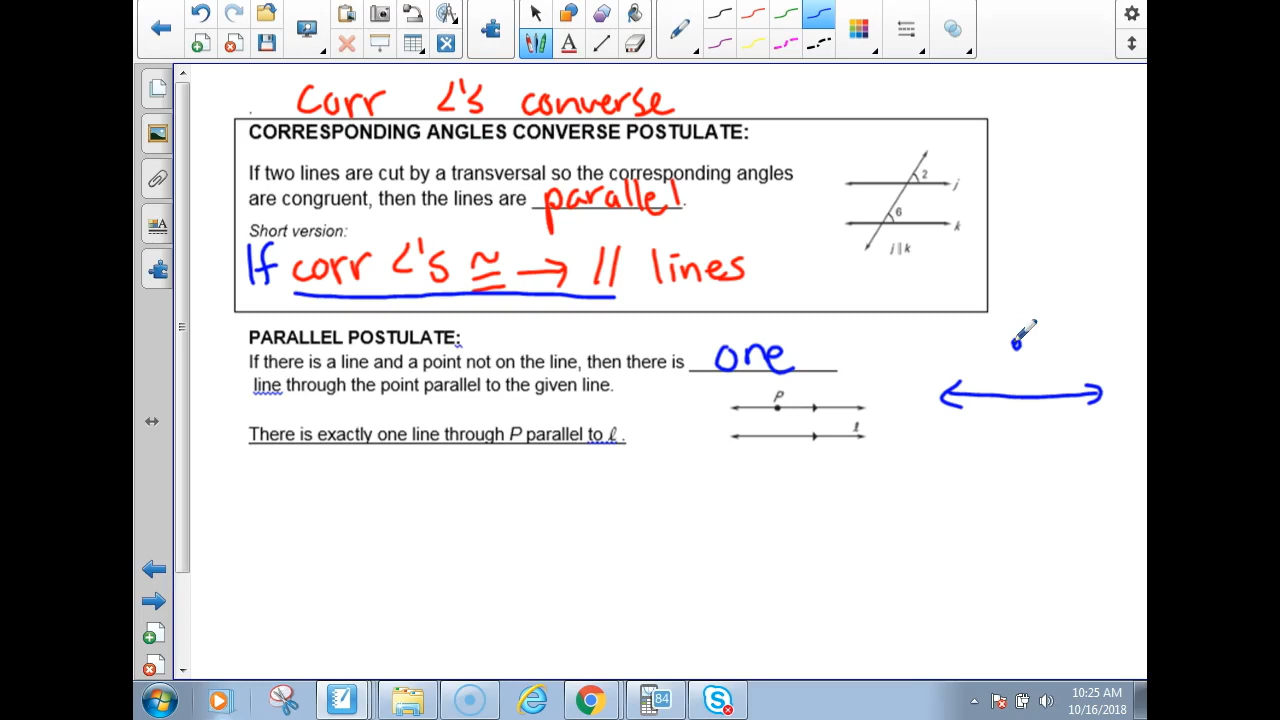 Corr ∠'s converse
CORRESPONDING ANGLES CONVERSE POSTULATE:
If two lines are cut by a transversal so the corresponding angles
are congruent, then the lines are parallel.
Short version:
If corr ∠'s ≅ → // lines
2
j
6
k
j ∥ k
PARALLEL POSTULATE:
If there is a line and a point not on the line, then there is one
line through the point parallel to the given line.
P
ℓ
There is exactly one line through P parallel to ℓ .
84
10:25 AM
10/16/2018